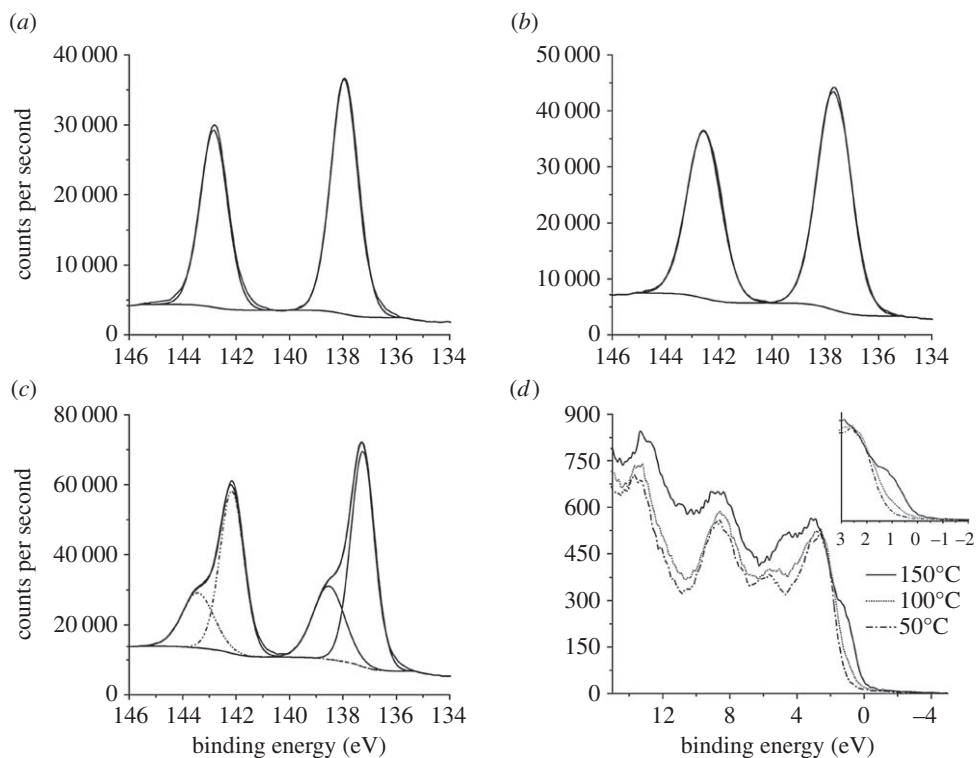 (a)
40 000
30 000
20 000
10 000
0
146 144 142 140 138 136 134
counts per second
(b)
50 000
40 000
30 000
20 000
10 000
0
146 144 142 140 138 136 134
(c)
80 000
60 000
40 000
20 000
0
146 144 142 140 138 136 134
counts per second
binding energy (eV)
(d)
900
750
600
450
300
150
0
12 8 4 0 –4
binding energy (eV)
3 2 1 0 –1 –2
150°C
100°C
50°C